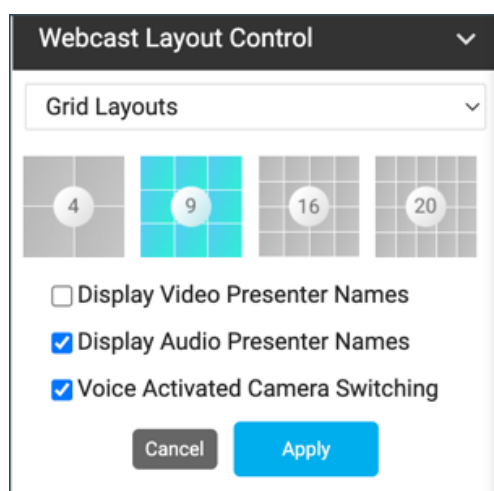 Webcast Layout Control
Grid Layouts
4 9 16 20
Display Video Presenter Names
Display Audio Presenter Names
Voice Activated Camera Switching
Cancel Apply